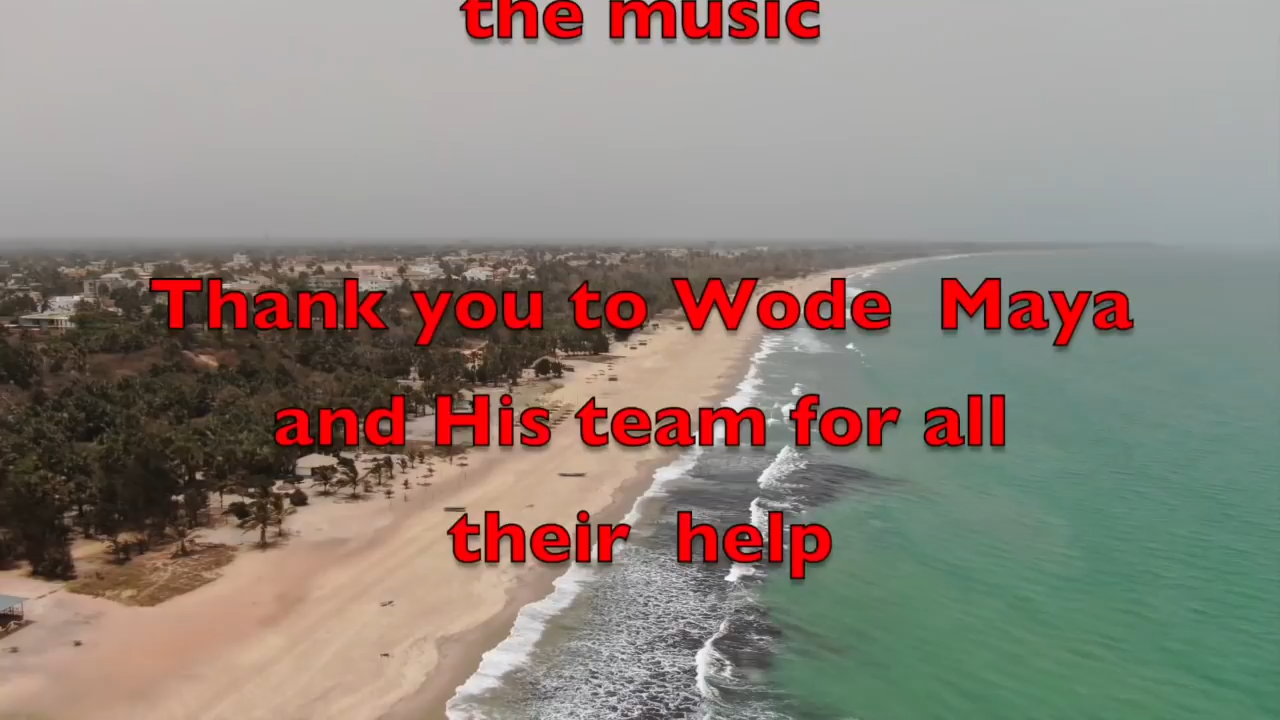 the music
Thank you to Wode  Maya
and His team for all
their  help